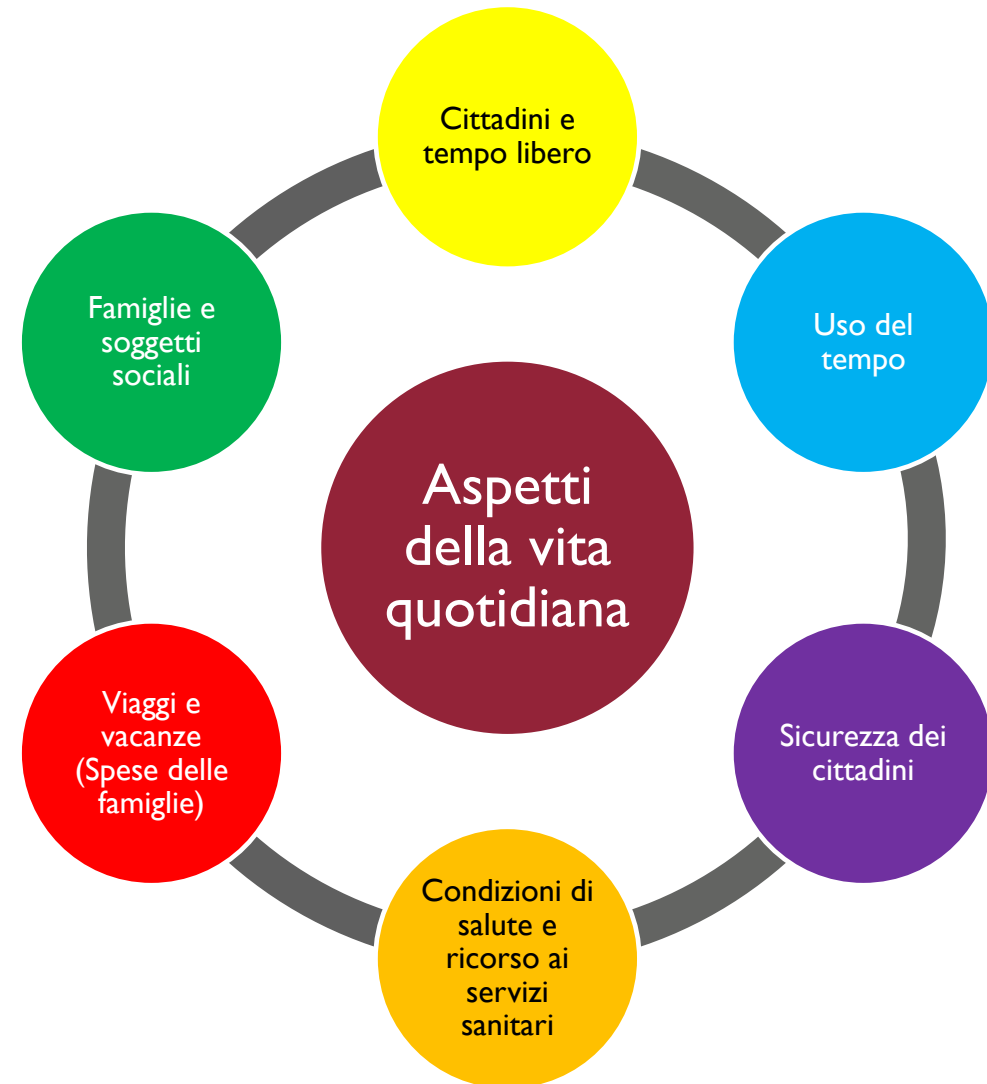 Cittadini e
tempo libero
Uso del
tempo
Sicurezza dei
cittadini
Condizioni di
salute e
ricorso ai
servizi
sanitari
Viaggi e
vacanze
(Spese delle
famiglie)
Famiglie e
soggetti
sociali
Aspetti
della vita
quotidiana